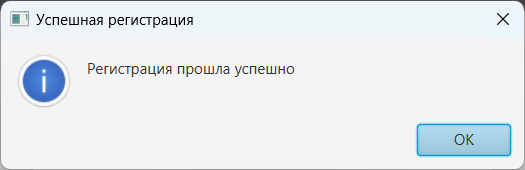 Успешная регистрация
Регистрация прошла успешно
OK